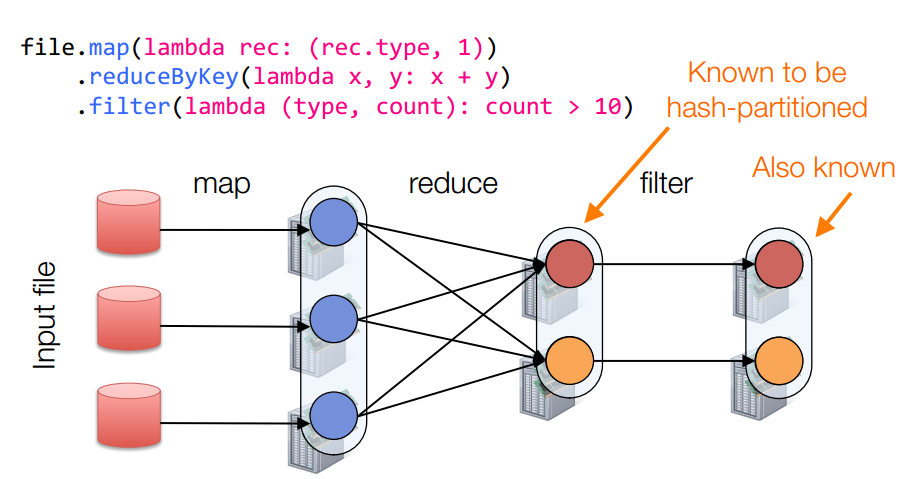 file.map(lambda rec: (rec.type, 1))
.reduceByKey(lambda x, y: x + y)
.filter(lambda (type, count): count > 10)
Known to be
hash-partitioned
Also known
map
reduce
filter
Input file